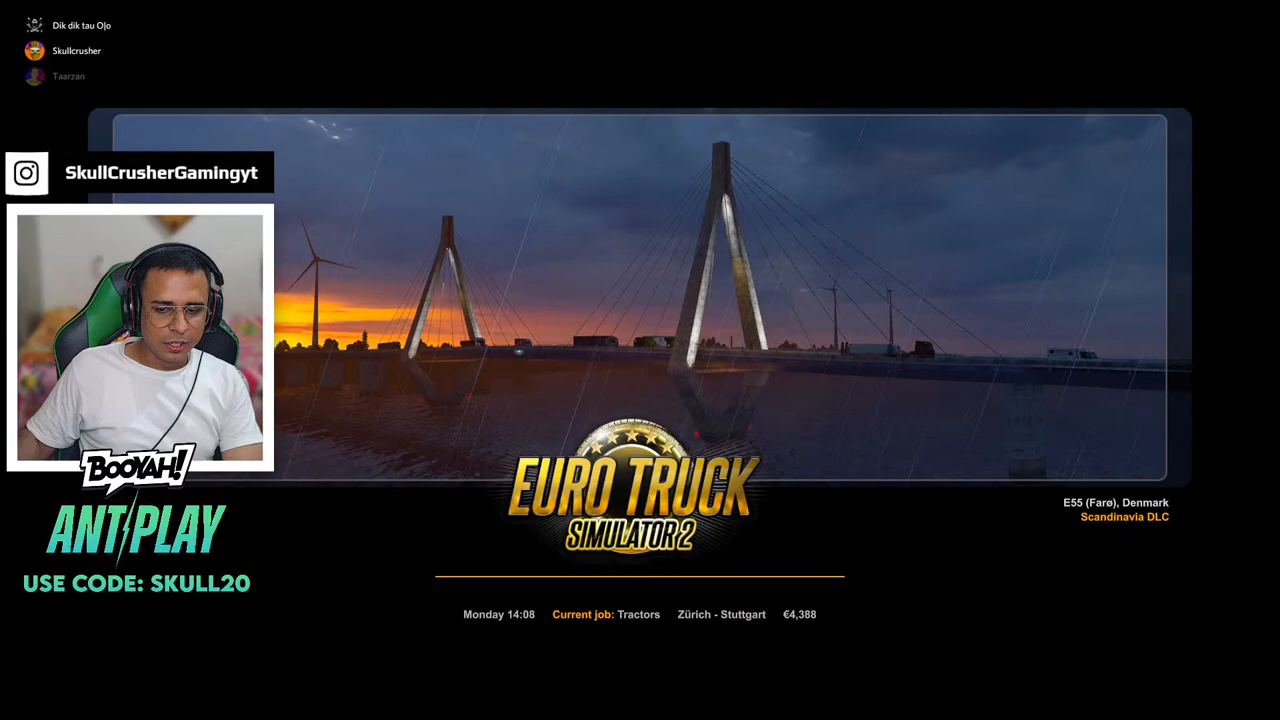 Dik dik tau O|o
Skullcrusher
Taarzan
SkullCrusherGamingyt
BOOYAH!
ANTPLAY
USE CODE: SKULL20
EURO TRUCK
SIMULATOR 2
E55 (Farø), Denmark
Scandinavia DLC
Monday 14:08 Current job: Tractors Zürich - Stuttgart €4,388